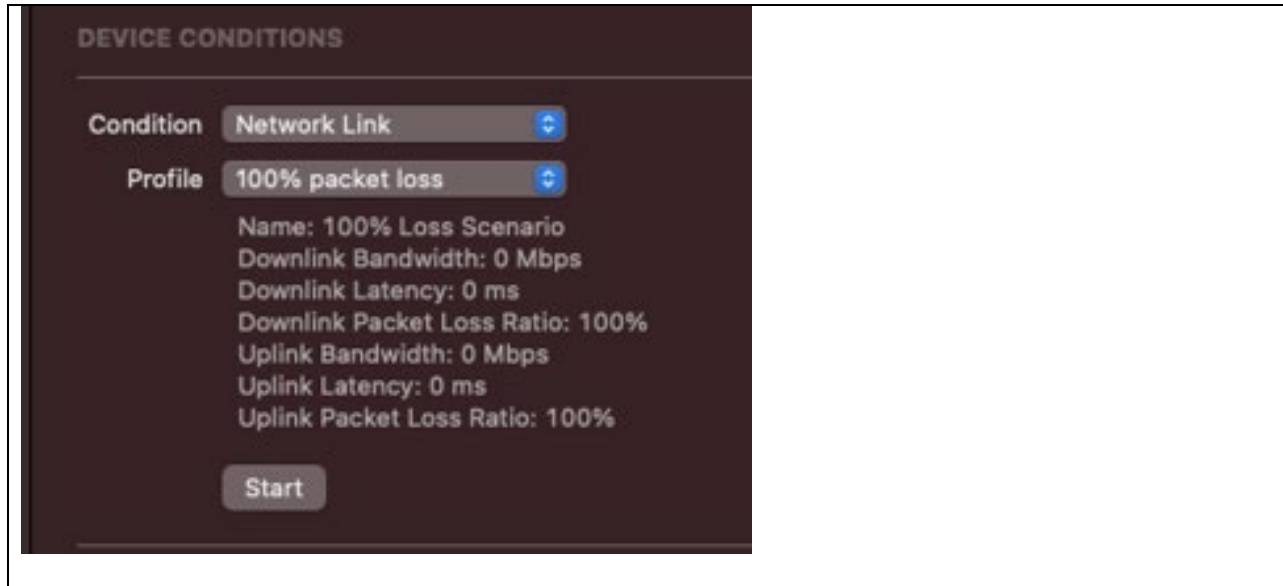 DEVICE CONDITIONS
Condition Network Link
Profile 100% packet loss
Name: 100% Loss Scenario
Downlink Bandwidth: 0 Mbps
Downlink Latency: 0 ms
Downlink Packet Loss Ratio: 100%
Uplink Bandwidth: 0 Mbps
Uplink Latency: 0 ms
Uplink Packet Loss Ratio: 100%
Start